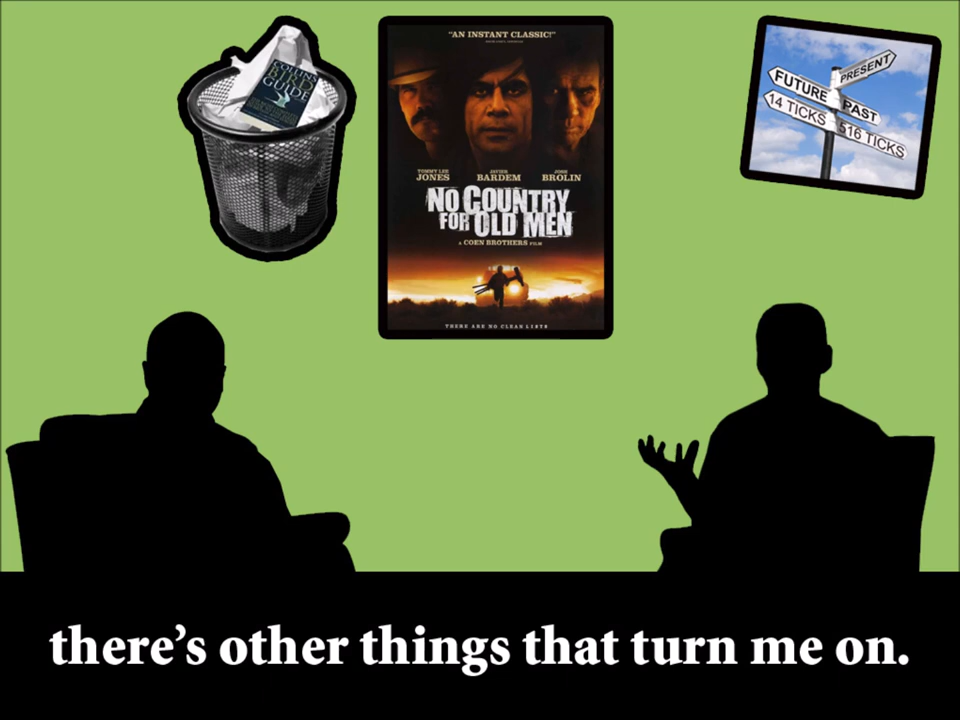 COLLINS
BIRD
GUIDE
"AN INSTANT CLASSIC!"
TOMMY LEE JONES
JAVIER BARDEM
JOSH BROLIN
NO COUNTRY
FOR OLD MEN
A COEN BROTHERS FILM
THERE ARE NO CLEAN LISTS
PRESENT
FUTURE
PAST
14 TICKS
516 TICKS
there's other things that turn me on.